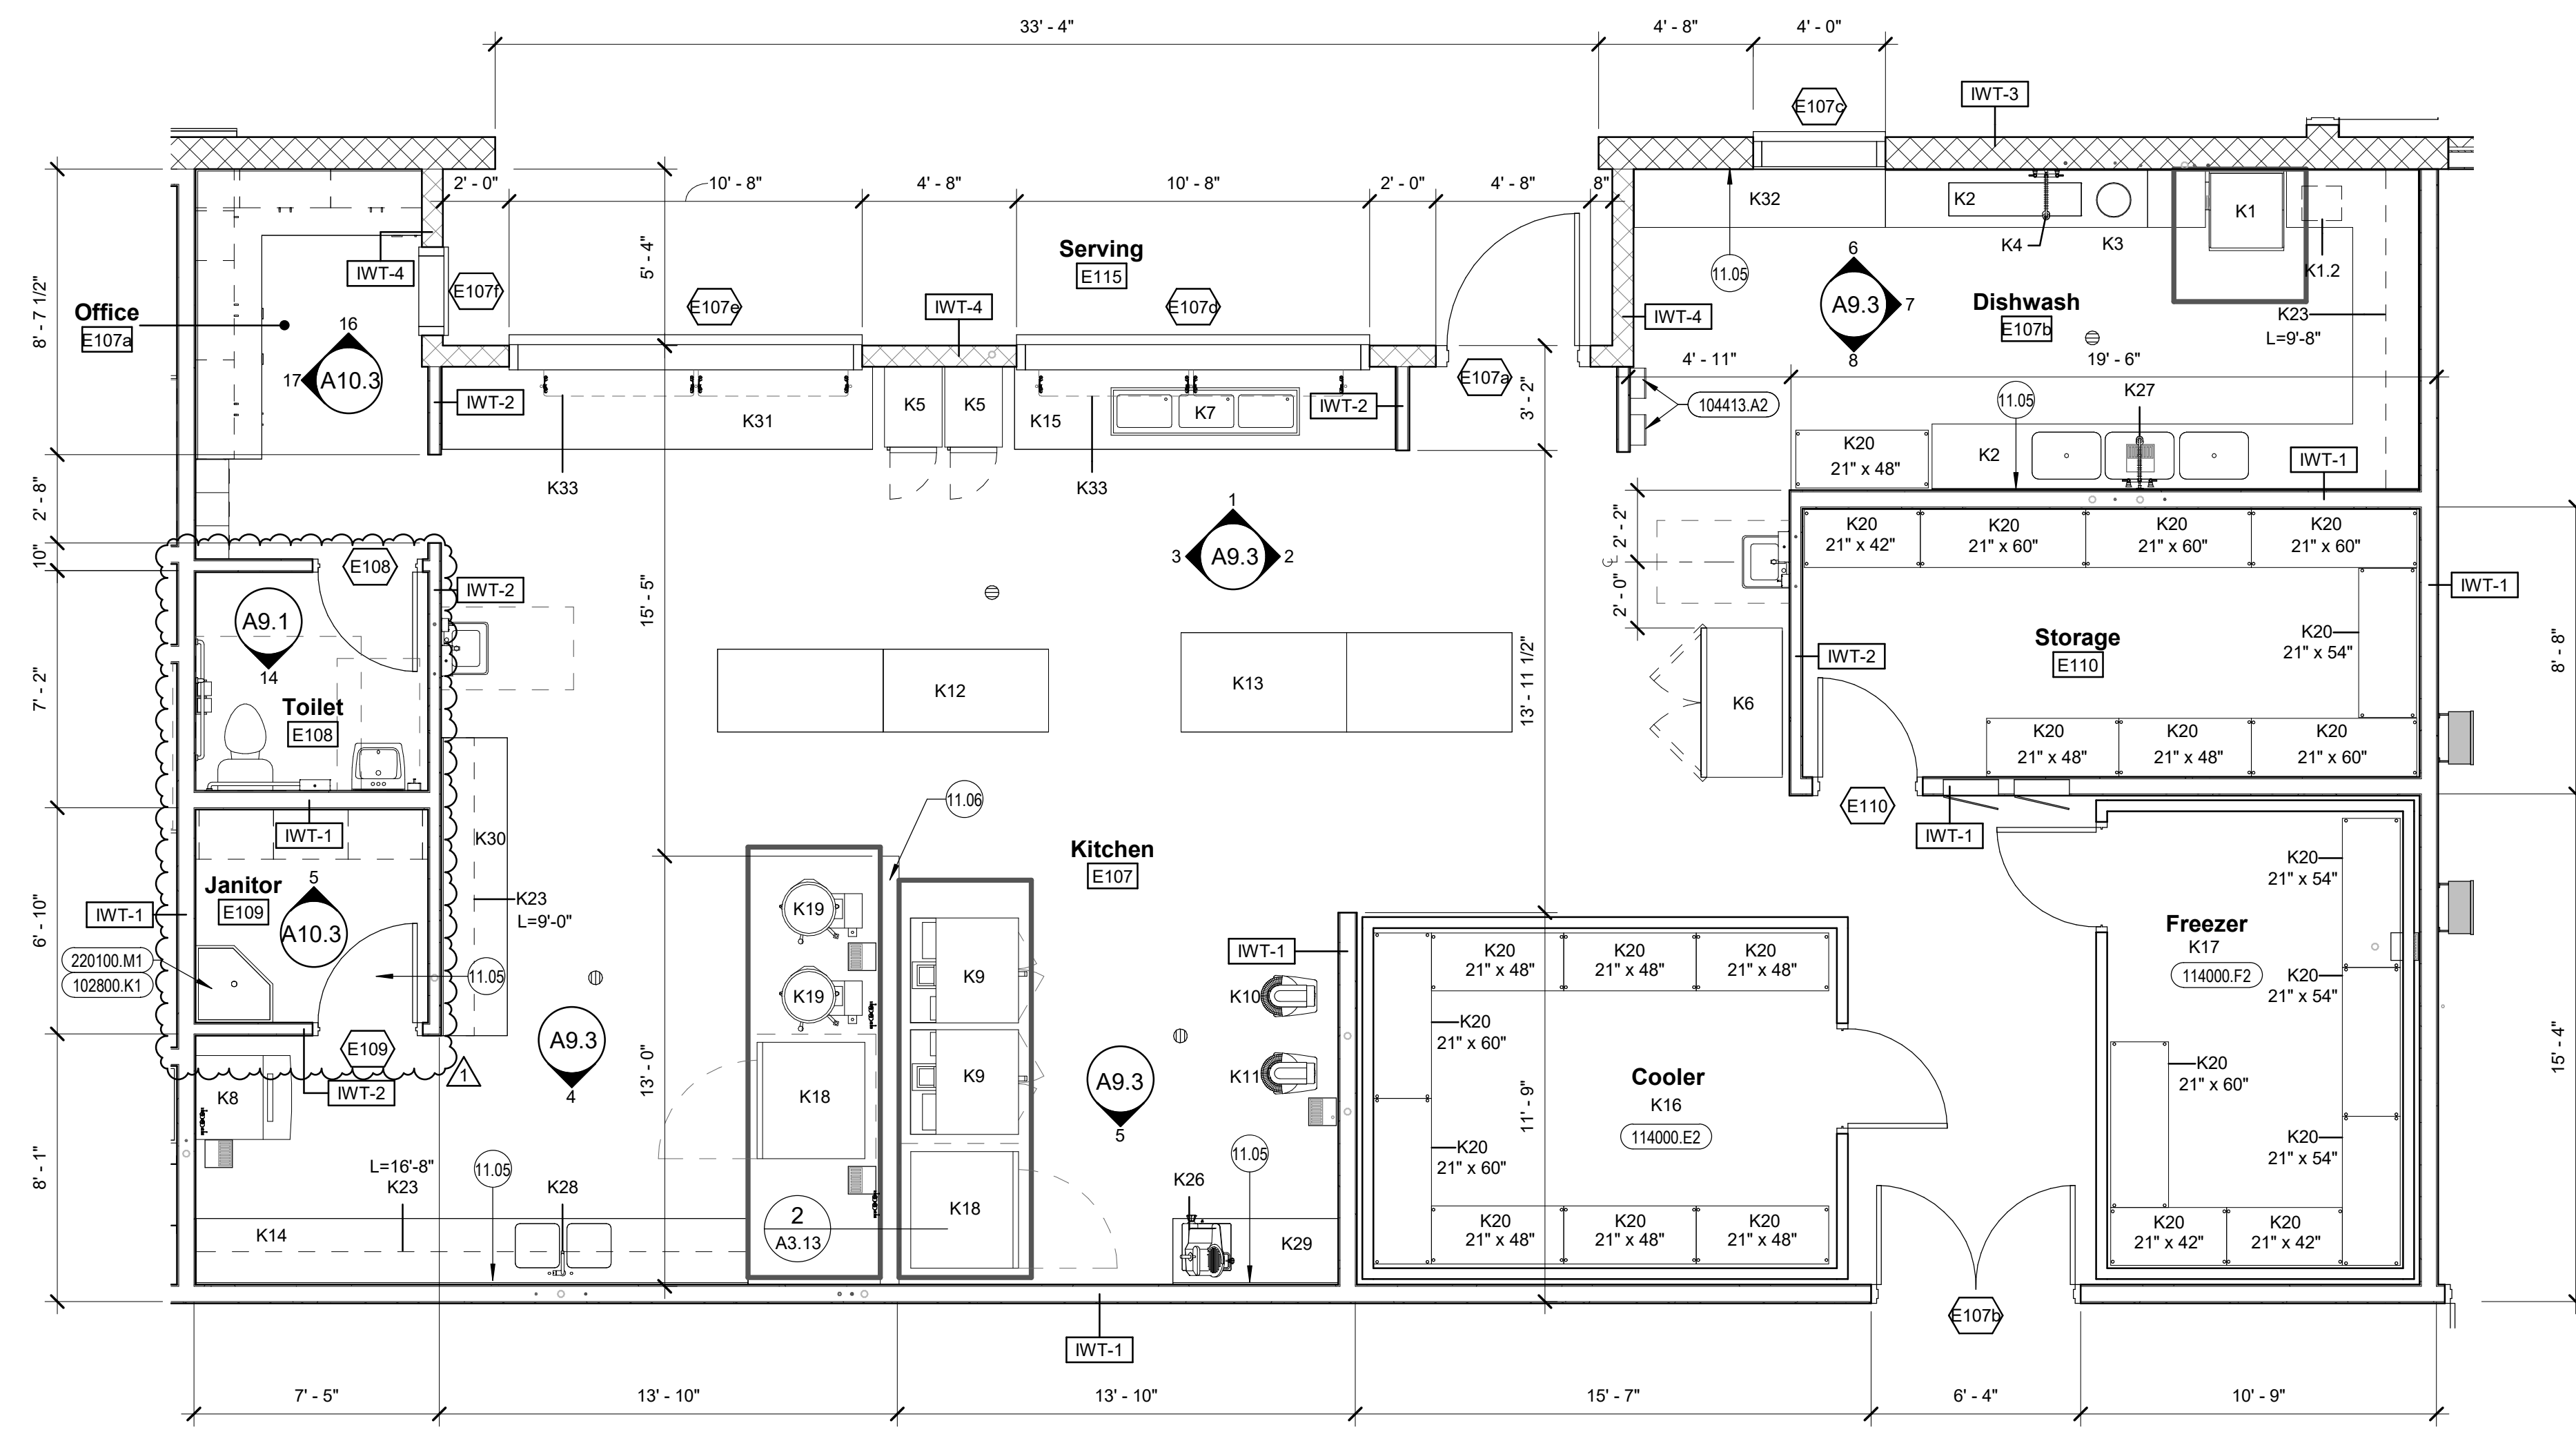 33' - 4"
4' - 8"
4' - 0"
E107c
IWT-3
2' - 0"
10' - 8"
4' - 8"
10' - 8"
2' - 0"
4' - 8"
8"
K32
K2
K4
K3
K1
K1.2
8' - 7 1/2"
IWT-4
E107f
5' - 4"
E107e
IWT-4
Serving
E115
E107d
IWT-4
11.05
6
A9.3
7
8
Dishwash
E107b
K23
L=9'-8"
Office
E107a
16
17
A10.3
IWT-2
K31
K5
K5
K15
K7
IWT-2
E107a
3' - 2"
4' - 11"
19' - 6"
104413.A2
11.05
K27
K20
21" x 48"
K2
IWT-1
K33
K33
2' - 8"
10"
E108
IWT-2
15' - 5"
1
3
A9.3
2
2' - 2"
2' - 0"
K20
21" x 42"
K20
21" x 60"
K20
21" x 60"
K20
21" x 60"
IWT-1
A9.1
14
7' - 2"
Toilet
E108
K12
K13
13' - 11 1/2"
K6
IWT-2
Storage
E110
K20
21" x 54"
8' - 8"
K20
21" x 48"
K20
21" x 48"
K20
21" x 60"
IWT-1
K30
11.06
E110
IWT-1
Kitchen
E107
6' - 10"
Janitor
E109
5
A10.3
IWT-1
220100.M1
102800.K1
11.05
K23
L=9'-0"
K19
K19
K9
K9
IWT-1
K10
K11
K20
21" x 48"
K20
21" x 48"
K20
21" x 48"
K20
21" x 60"
K20
21" x 60"
Cooler
K16
114000.E2
11' - 9"
Freezer
K17
114000.F2
K20
21" x 54"
K20
21" x 54"
K20
21" x 60"
K20
21" x 54"
15' - 4"
E109
1
IWT-2
K8
A9.3
4
13' - 0"
K18
A9.3
5
8' - 1"
L=16'-8"
K23
11.05
K28
K14
2
A3.13
K18
K26
11.05
K29
K20
21" x 48"
K20
21" x 48"
K20
21" x 48"
K20
21" x 42"
K20
21" x 42"
IWT-1
E107b
7' - 5"
13' - 10"
13' - 10"
15' - 7"
6' - 4"
10' - 9"